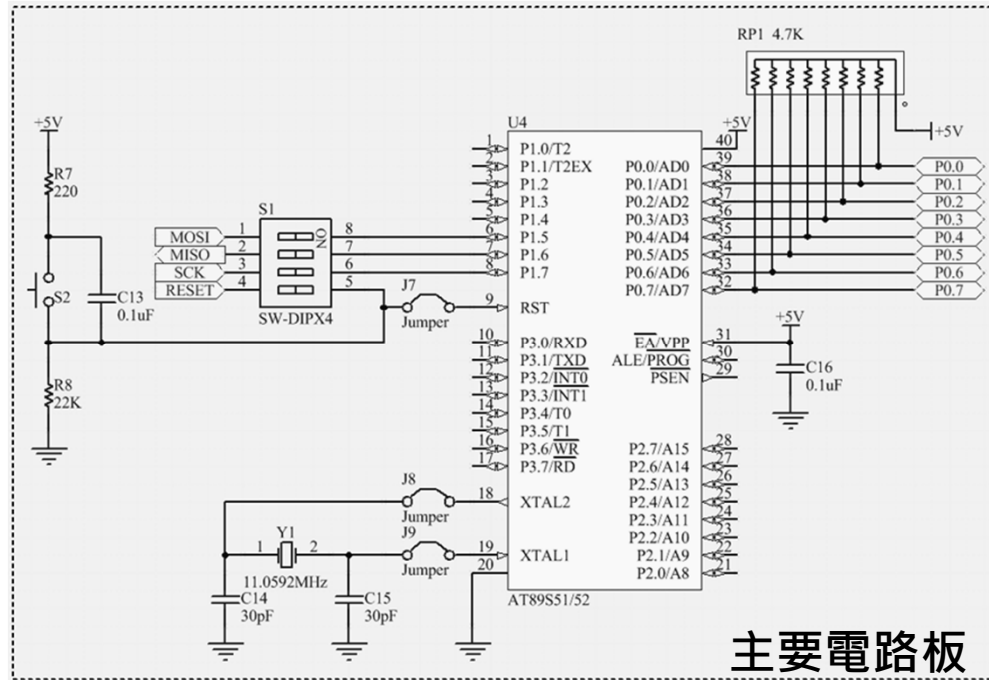 RP1 4.7K
+5V
+5V
+5V
R7
220
S2
C13
0.1uF
R8
22K
MOSI
MISO
SCK
RESET
S1
1
2
3
4
8
7
6
5
ON
SW-DIPX4
J7
Jumper
J8
Jumper
J9
Jumper
Y1
1
2
11.0592MHz
C14
30pF
C15
30pF
U4
1 P1.0/T2
2 P1.1/T2EX
3 P1.2
4 P1.3
5 P1.4
6 P1.5
7 P1.6
8 P1.7
9 RST
10 P3.0/RXD
11 P3.1/TXD
12 P3.2/INT0
13 P3.3/INT1
14 P3.4/T0
15 P3.5/T1
16 P3.6/WR
17 P3.7/RD
18 XTAL2
19 XTAL1
20
40
P0.0/AD0 39
P0.1/AD1 38
P0.2/AD2 37
P0.3/AD3 36
P0.4/AD4 35
P0.5/AD5 34
P0.6/AD6 33
P0.7/AD7 32
EA/VPP 31
ALE/PROG 30
PSEN 29
P2.7/A15 28
P2.6/A14 27
P2.5/A13 26
P2.4/A12 25
P2.3/A11 24
P2.2/A10 23
P2.1/A9 22
P2.0/A8 21
AT89S51/52
P0.0
P0.1
P0.2
P0.3
P0.4
P0.5
P0.6
P0.7
+5V
C16
0.1uF
主要電路板